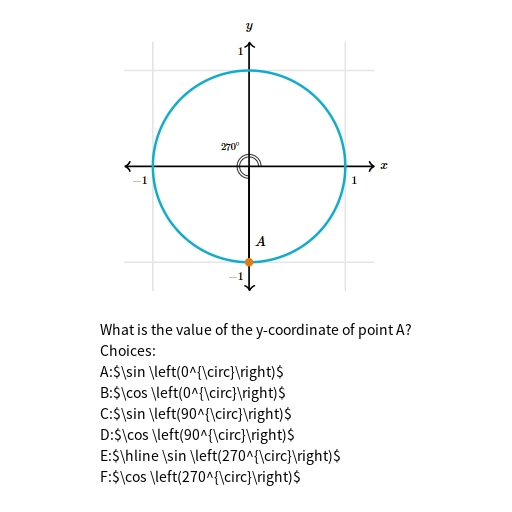 y
1
270°
x
−1
1
A
−1
What is the value of the y-coordinate of point A?
Choices:
A:$\sin \left(0^{\circ}\right)$
B:$\cos \left(0^{\circ}\right)$
C:$\sin \left(90^{\circ}\right)$
D:$\cos \left(90^{\circ}\right)$
E:$\hline \sin \left(270^{\circ}\right)$
F:$\cos \left(270^{\circ}\right)$